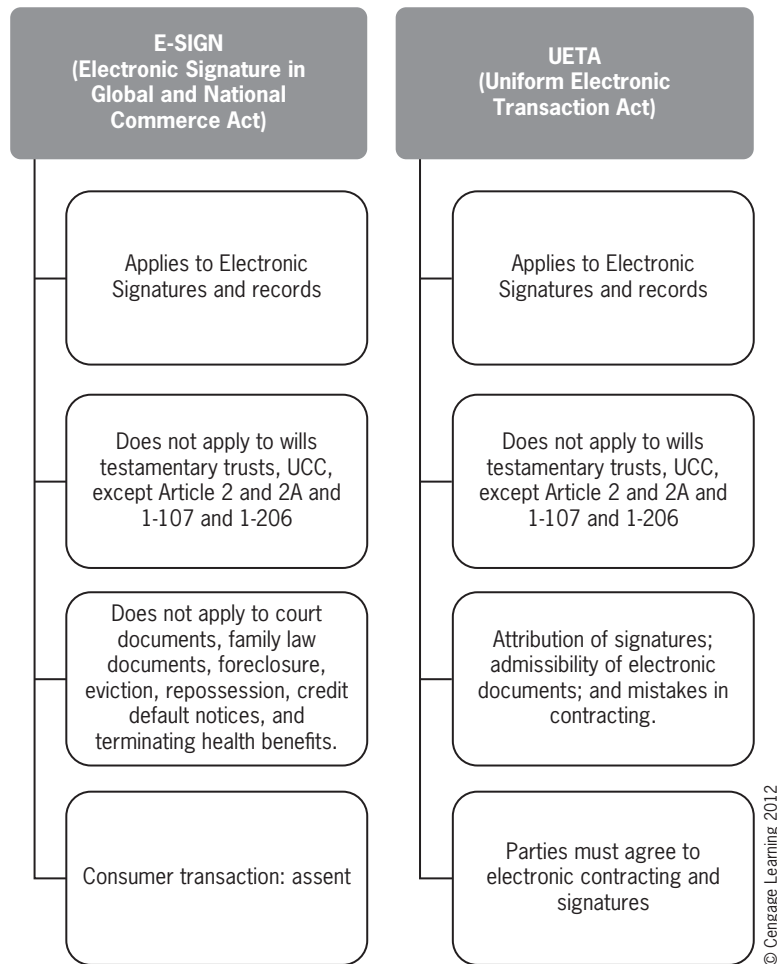 E-SIGN
(Electronic Signature in
Global and National
Commerce Act)
Applies to Electronic
Signatures and records
Does not apply to wills
testamentary trusts, UCC,
except Article 2 and 2A and
1-107 and 1-206
Does not apply to court
documents, family law
documents, foreclosure,
eviction, repossession, credit
default notices, and
terminating health benefits.
Consumer transaction: assent
UETA
(Uniform Electronic
Transaction Act)
Applies to Electronic
Signatures and records
Does not apply to wills
testamentary trusts, UCC,
except Article 2 and 2A and
1-107 and 1-206
Attribution of signatures;
admissibility of electronic
documents; and mistakes in
contracting.
Parties must agree to
electronic contracting and
signatures
© Cengage Learning 2012